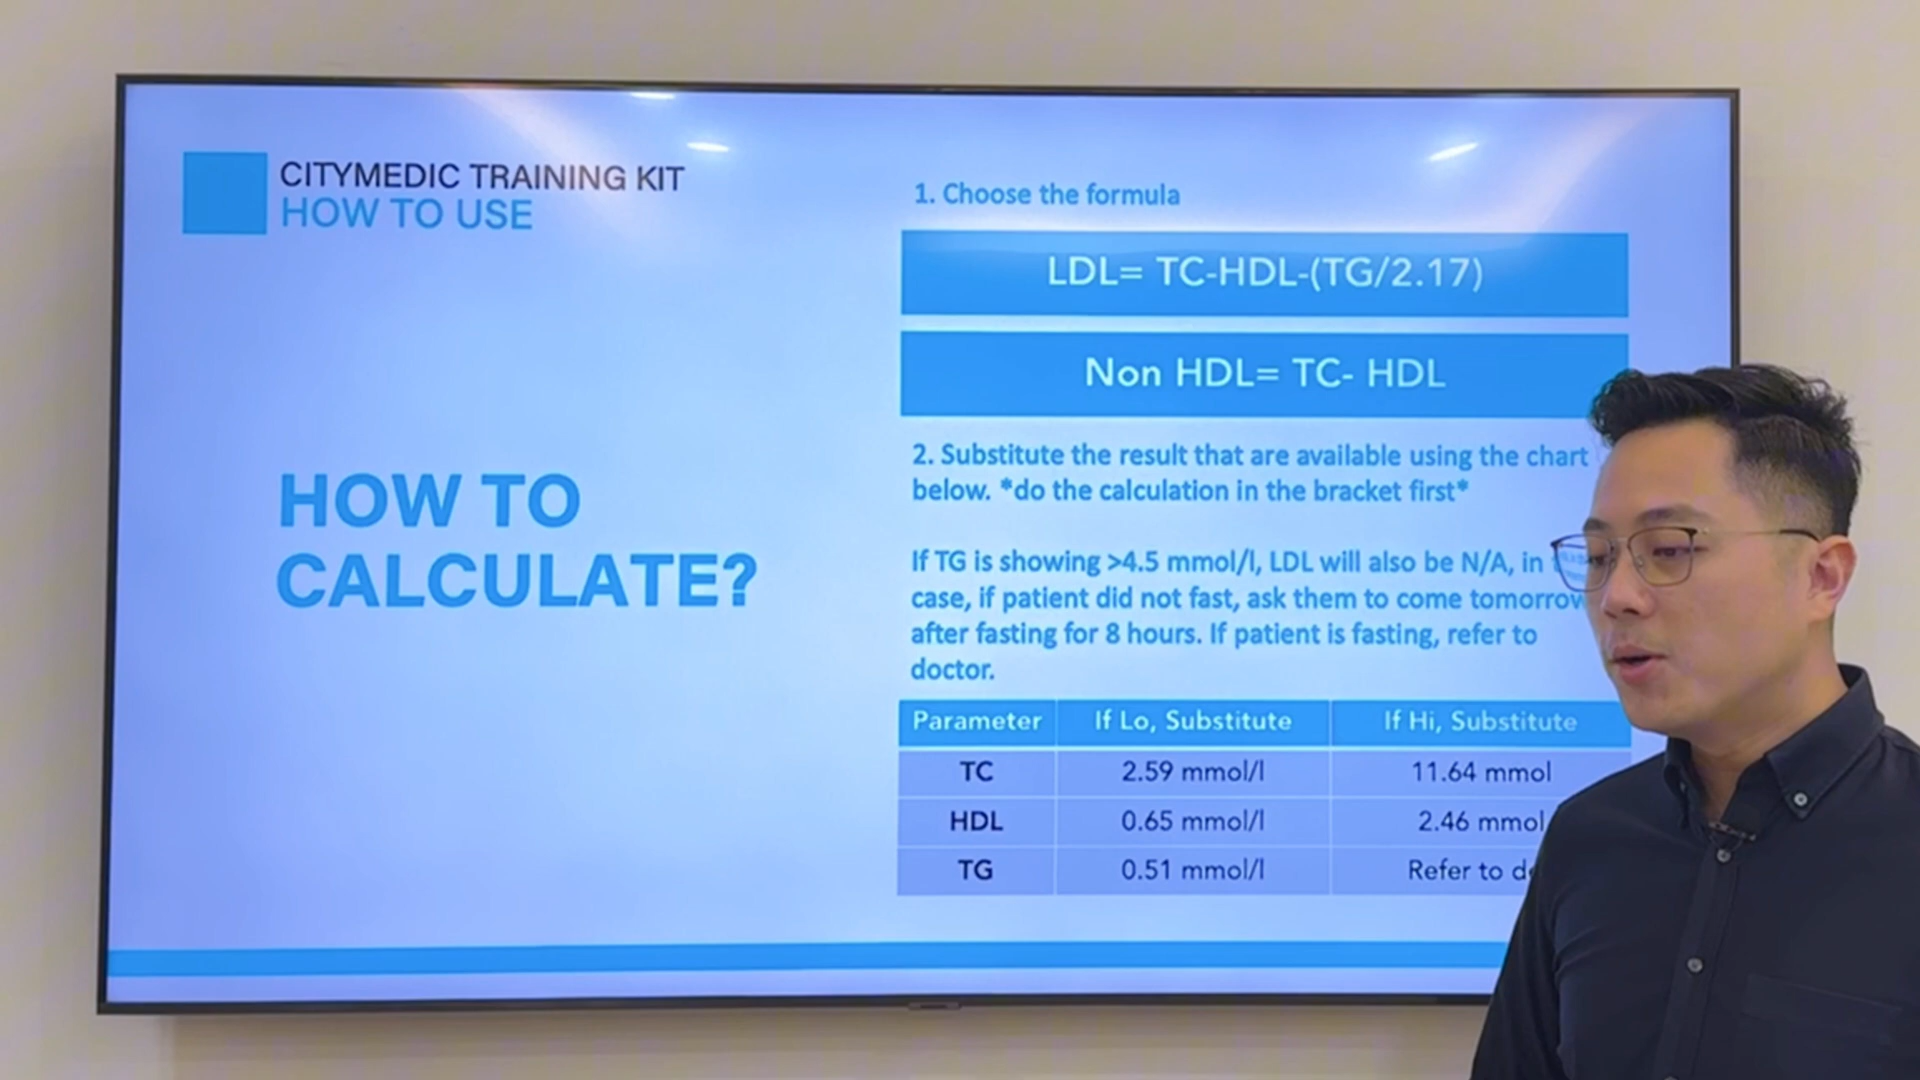 CITYMEDIC TRAINING KIT
HOW TO USE
HOW TO
CALCULATE?
1. Choose the formula
LDL= TC-HDL-(TG/2.17)
Non HDL= TC- HDL
2. Substitute the result that are available using the chart
below. *do the calculation in the bracket first*
If TG is showing >4.5 mmol/l, LDL will also be N/A, in
case, if patient did not fast, ask them to come tomorrow
after fasting for 8 hours. If patient is fasting, refer to
doctor.
Parameter If Lo, Substitute If Hi, Substitute
TC 2.59 mmol/l 11.64 mmol
HDL 0.65 mmol/l 2.46 mmol
TG 0.51 mmol/l Refer to